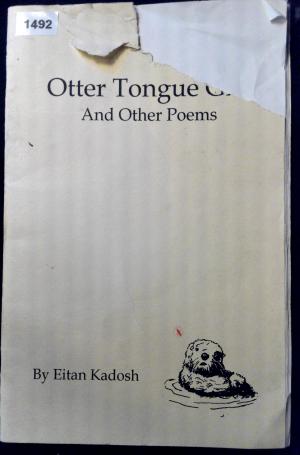 1492
Otter Tongue
And Other Poems
By Eitan Kadosh